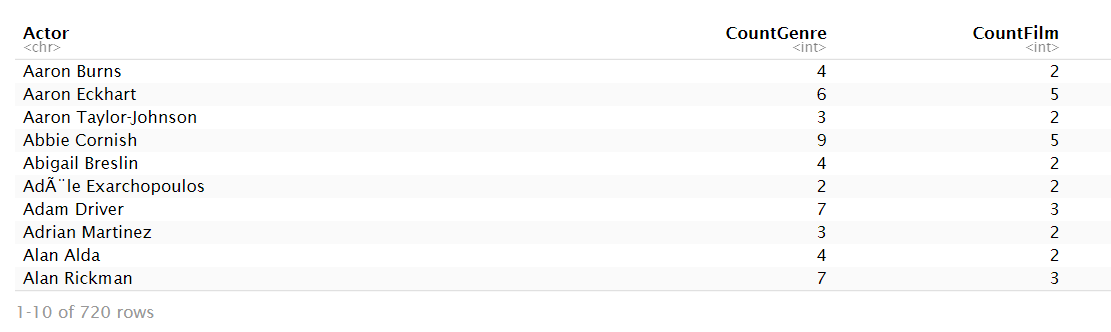 Actor CountGenre CountFilm
<chr> <int> <int>
Aaron Burns 4 2
Aaron Eckhart 6 5
Aaron Taylor-Johnson 3 2
Abbie Cornish 9 5
Abigail Breslin 4 2
AdÃ¨le Exarchopoulos 2 2
Adam Driver 7 3
Adrian Martinez 3 2
Alan Alda 4 2
Alan Rickman 7 3
1-10 of 720 rows